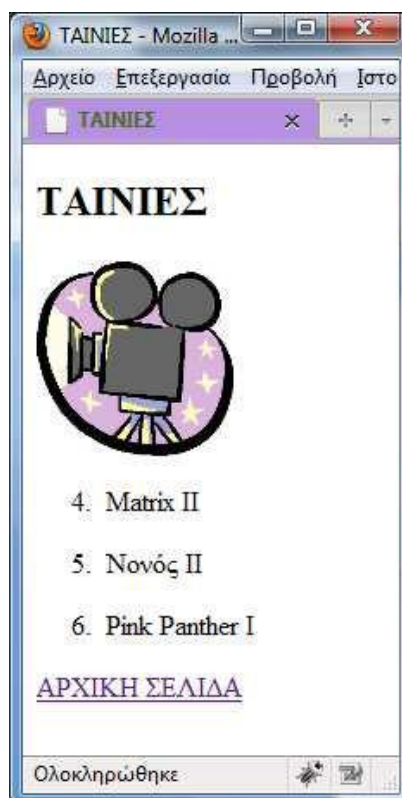 ΤΑΙΝΙΕΣ - Mozilla ...
Αρχείο Επεξεργασία Προβολή Ιστο
ΤΑΙΝΙΕΣ
ΤΑΙΝΙΕΣ
4. Matrix II
5. Νονός II
6. Pink Panther I
ΑΡΧΙΚΗ ΣΕΛΙΔΑ
Ολοκληρώθηκε